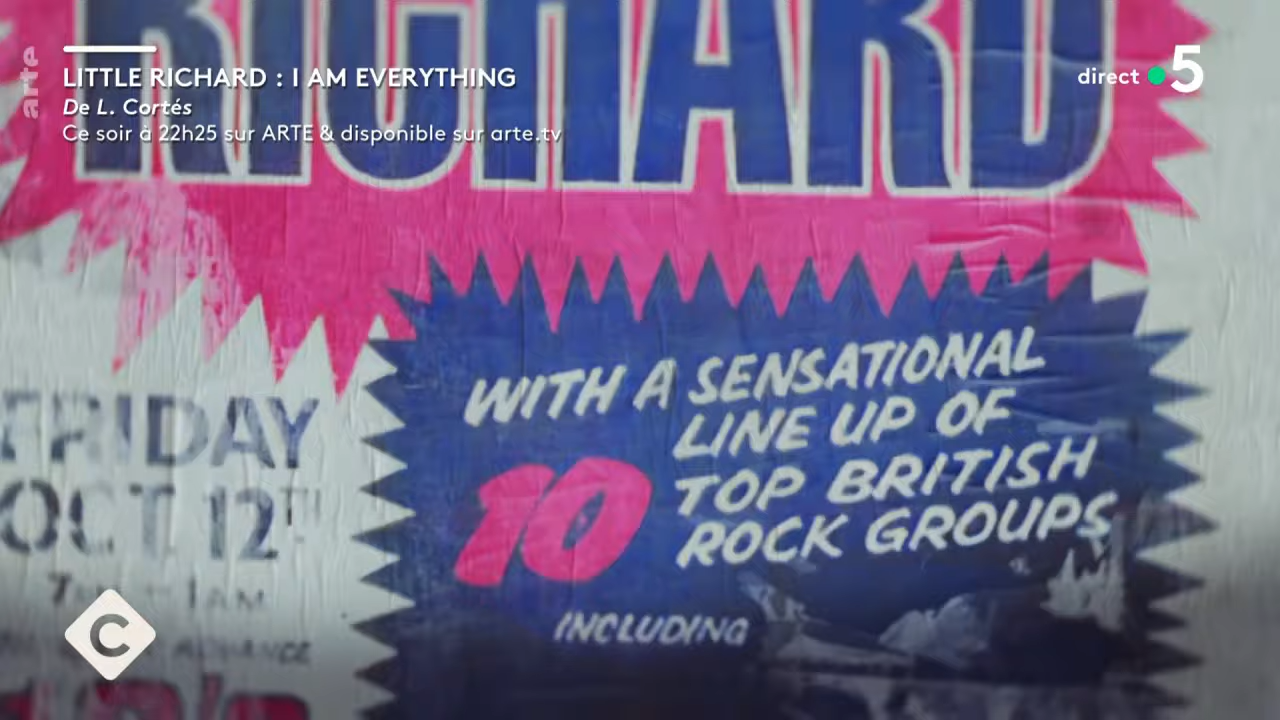 RICHARD
arte
LITTLE RICHARD : I AM EVERYTHING
De L. Cortés
Ce soir à 22h25 sur ARTE & disponible sur arte.tv
direct 5
WITH A SENSATIONAL
LINE UP OF
10
TOP BRITISH
ROCK GROUPS
INCLUDING
FRIDAY
OCT 12TH
C